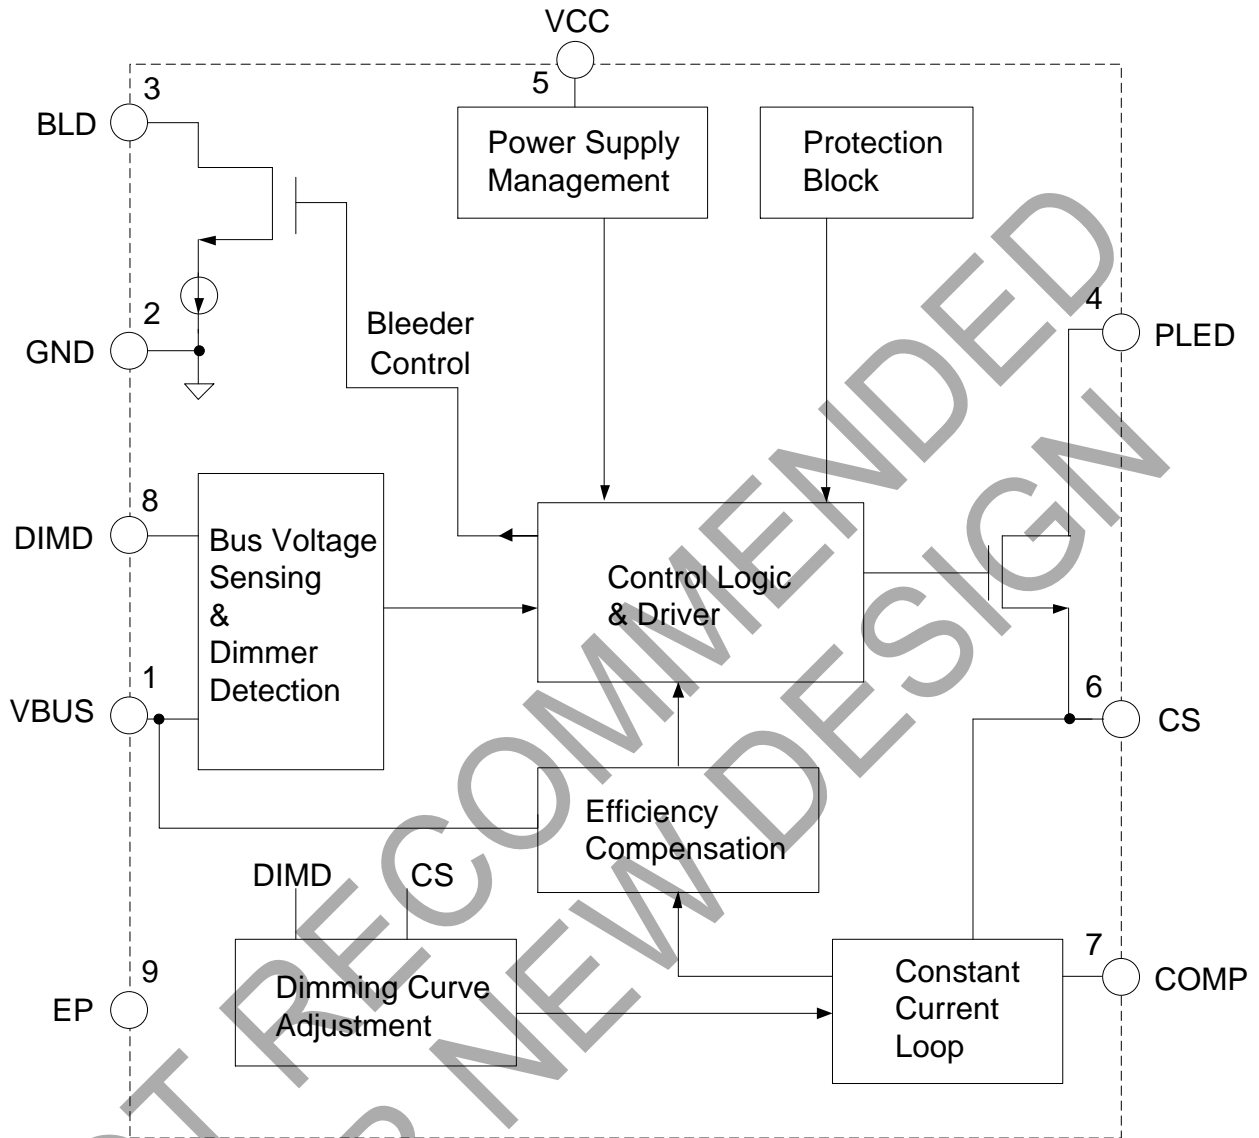 VCC
5
3
BLD
Power Supply
Management
Protection
Block
2
GND
Bleeder
Control
4
PLED
8
DIMD
Bus Voltage
Sensing
&
Dimmer
Detection
Control Logic
& Driver
1
VBUS
6
CS
Efficiency
Compensation
DIMD
CS
9
EP
Dimming Curve
Adjustment
Constant
Current
Loop
7
COMP
RECOMMENDED
NEW DESIGN